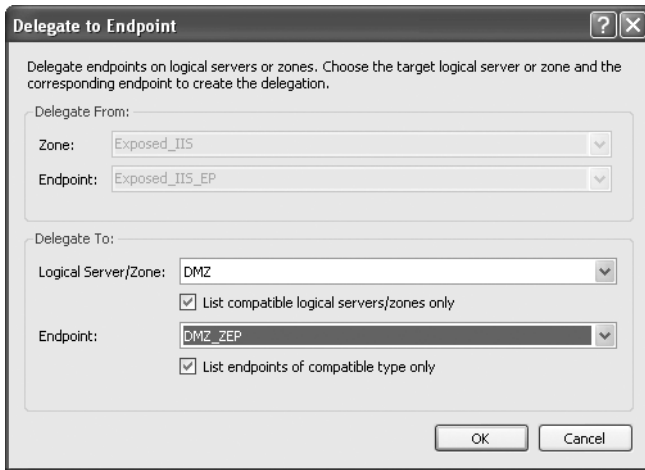 Delegate to Endpoint
Delegate endpoints on logical servers or zones. Choose the target logical server or zone and the
corresponding endpoint to create the delegation.
Delegate From:
Zone: Exposed_IIS
Endpoint: Exposed_IIS_EP
Delegate To:
Logical Server/Zone: DMZ
List compatible logical servers/zones only
Endpoint: DMZ_ZEP
List endpoints of compatible type only
OK Cancel